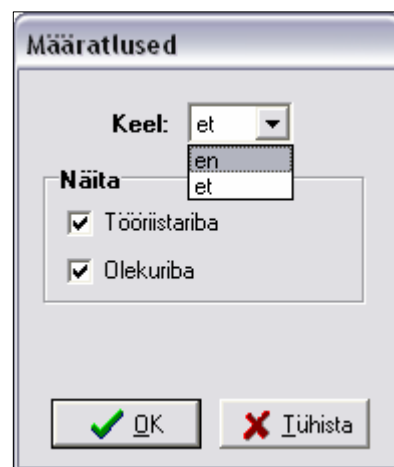 Määratlused
Keel: et
en
et
Näita
Tööriistariba
Olekuriba
OK
Tühista